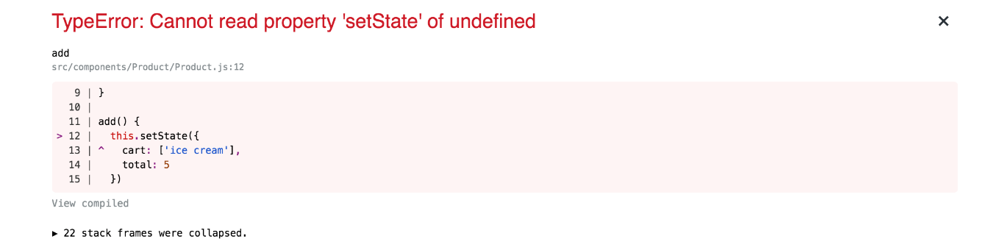 TypeError: Cannot read property 'setState' of undefined
×
add
src/components/Product/Product.js:12
9 | }
10 |
11 | add() {
> 12 |   this.setState({
13 | ^   cart: ['ice cream'],
14 |     total: 5
15 |   })
View compiled
▶ 22 stack frames were collapsed.